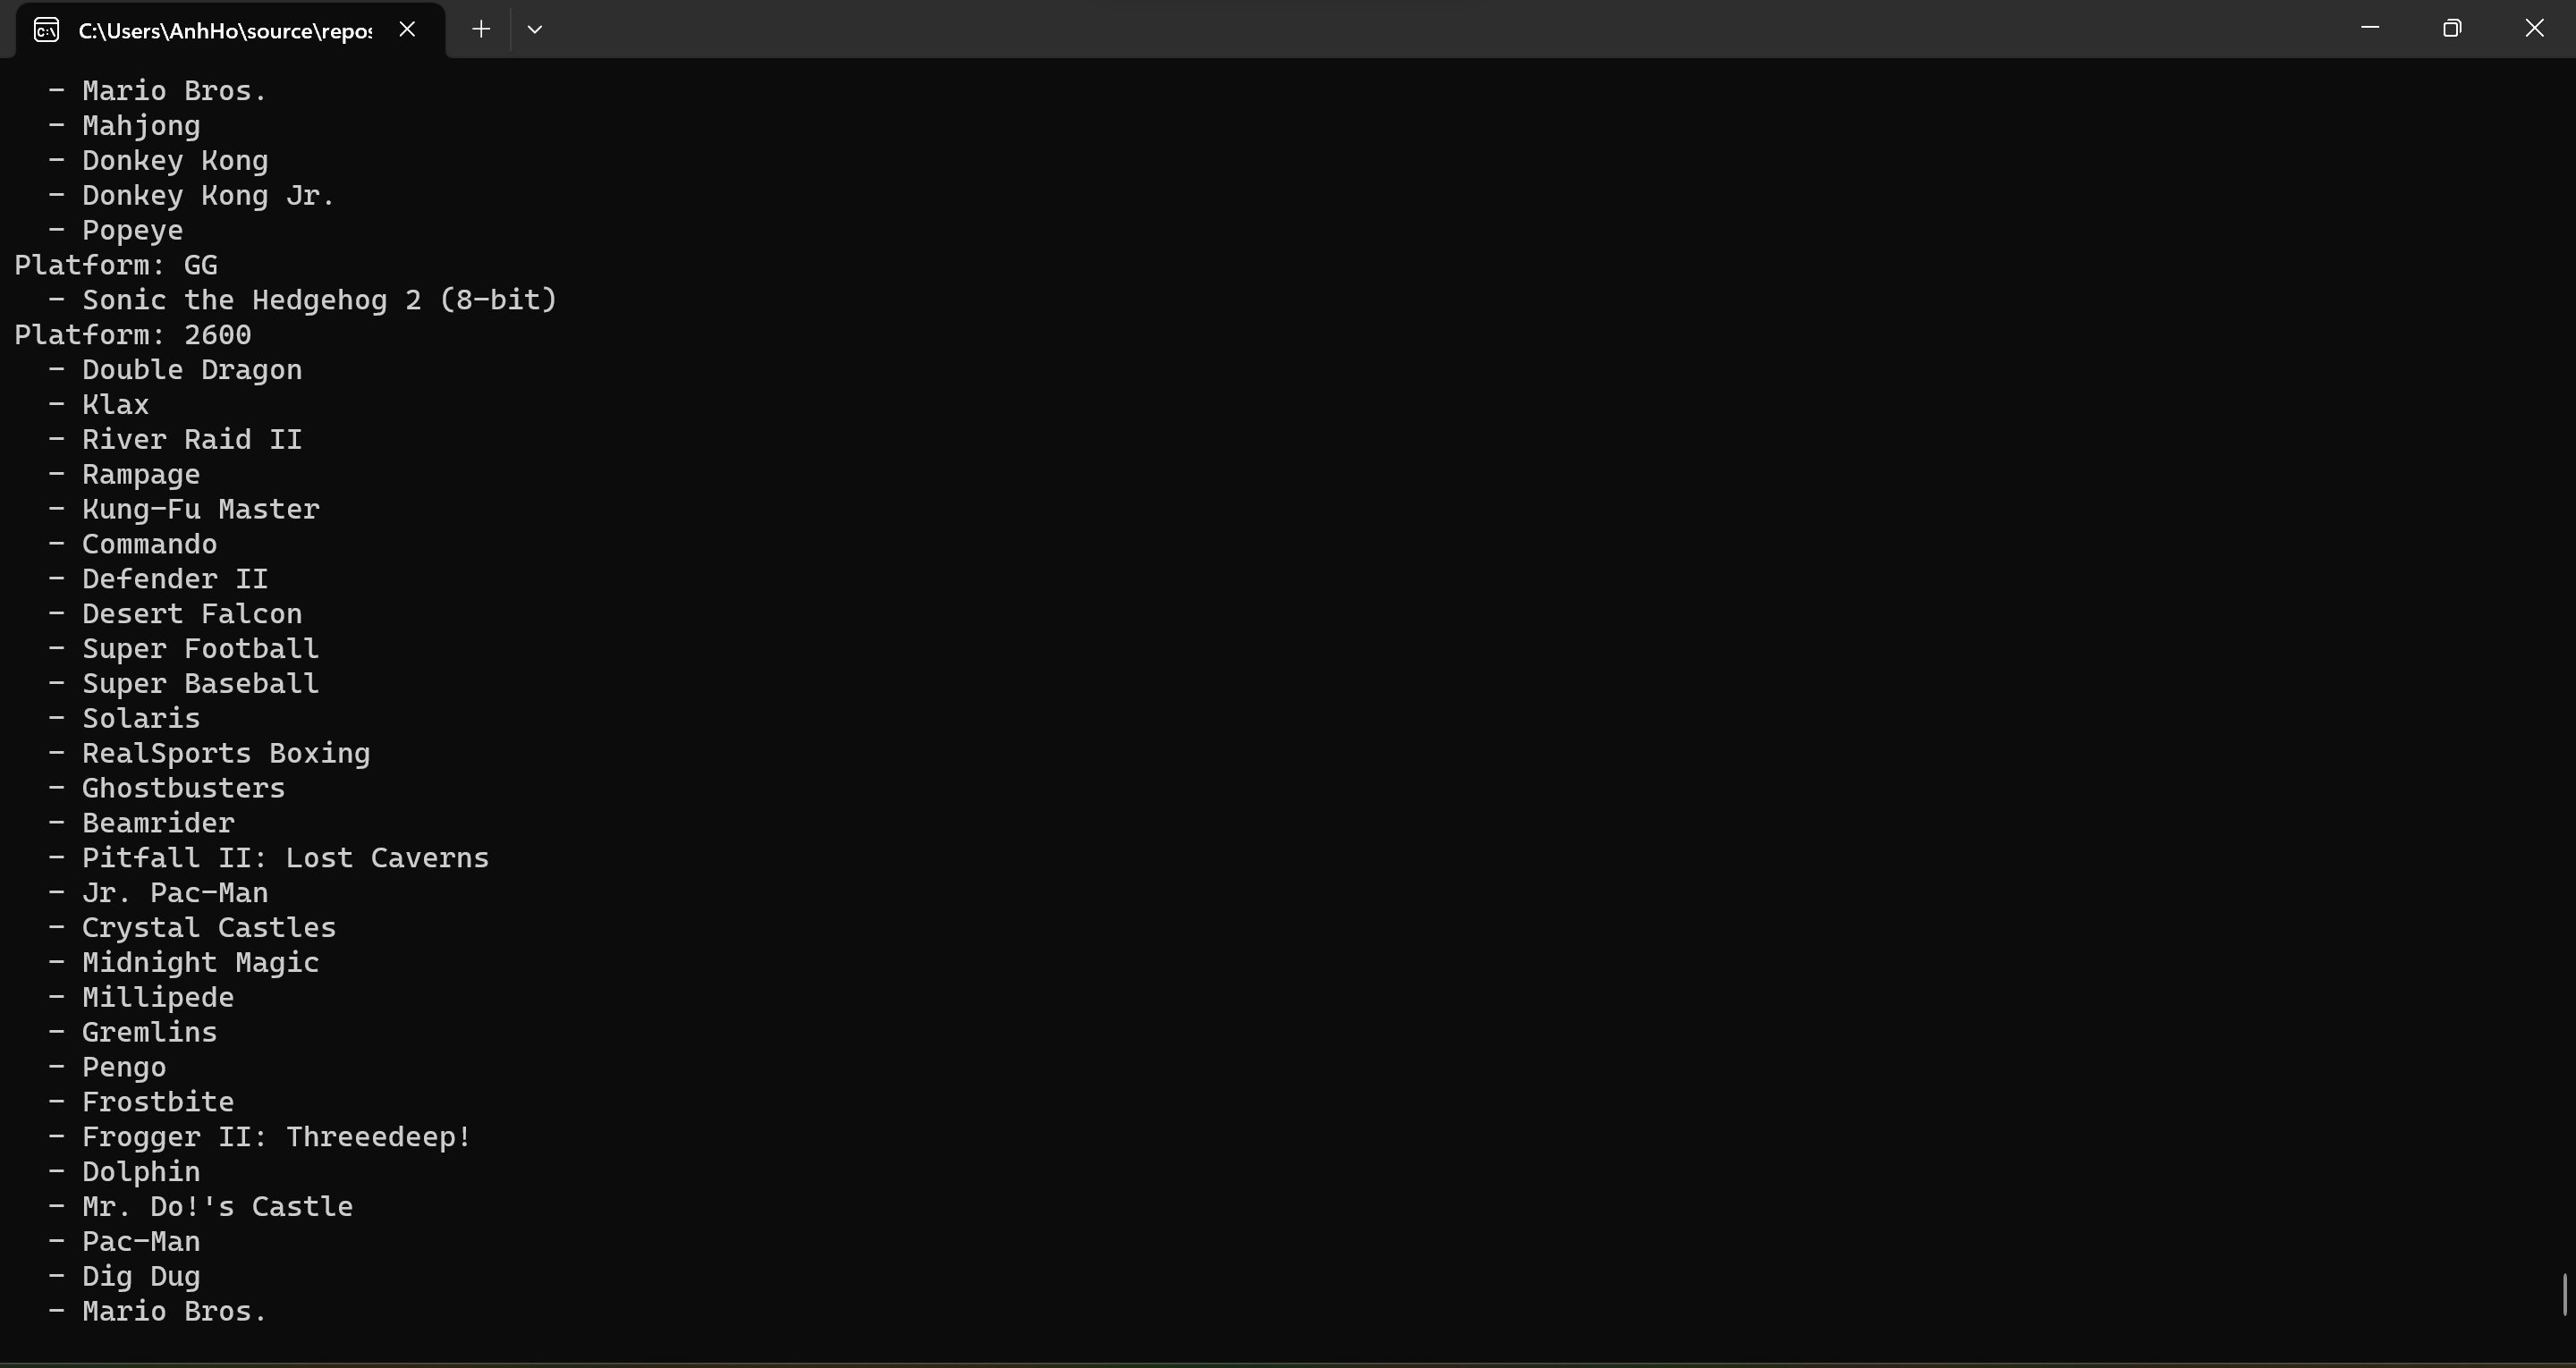 C:\Users\AnhHo\source\repos
- Mario Bros.
- Mahjong
- Donkey Kong
- Donkey Kong Jr.
- Popeye
Platform: GG
- Sonic the Hedgehog 2 (8-bit)
Platform: 2600
- Double Dragon
- Klax
- River Raid II
- Rampage
- Kung-Fu Master
- Commando
- Defender II
- Desert Falcon
- Super Football
- Super Baseball
- Solaris
- RealSports Boxing
- Ghostbusters
- Beamrider
- Pitfall II: Lost Caverns
- Jr. Pac-Man
- Crystal Castles
- Midnight Magic
- Millipede
- Gremlins
- Pengo
- Frostbite
- Frogger II: Threeedeep!
- Dolphin
- Mr. Do!'s Castle
- Pac-Man
- Dig Dug
- Mario Bros.